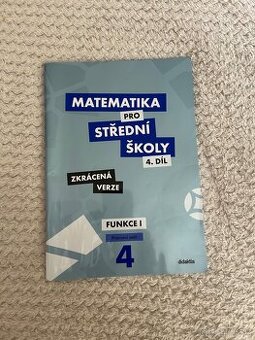 MATEMATIKA
PRO
STŘEDNÍ
ŠKOLY
4. DÍL
ZKRÁCENÁ
VERZE
FUNKCE I
4
didaktis